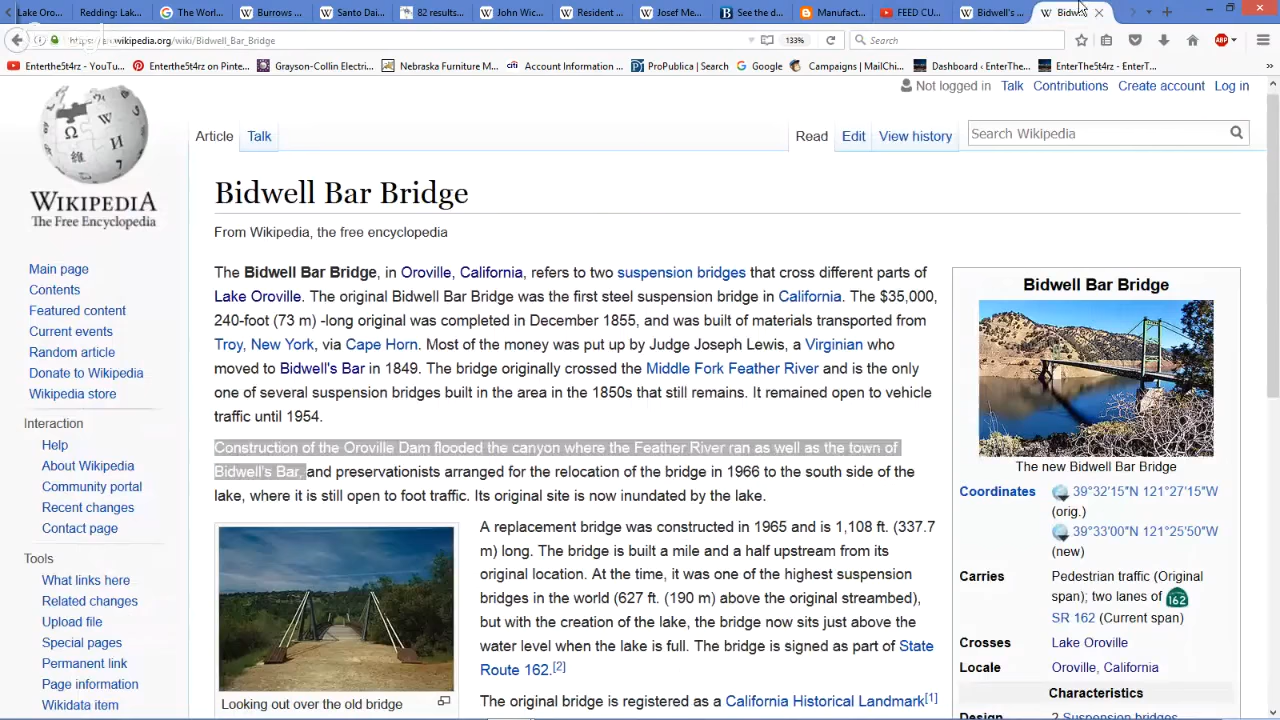 Lake Oro...
Reding: Lak...
The World...
Burrows ...
Santo Dai...
82 results...
John Wic...
Resident ...
Josef Me...
See the d...
Manufact...
FEED CU...
Bidwell's ...
Bidw...
https://en.wikipedia.org/wiki/Bidwell_Bar_Bridge
133%
Search
ABP
Enterthe5t4rz - YouTu...
Enterthe5t4rz on Pinte...
Grayson-Collin Electri...
Nebraska Furniture M...
citi Account Information ...
ProPublica | Search
Google
Campaigns | MailChi...
Dashboard ‹ EnterThe...
EnterThe5t4rz - EnterT...
Not logged in Talk Contributions Create account Log in
Article Talk
Read Edit View history
Search Wikipedia
WIKIPEDIA
The Free Encyclopedia
Main page
Contents
Featured content
Current events
Random article
Donate to Wikipedia
Wikipedia store
Interaction
Help
About Wikipedia
Community portal
Recent changes
Contact page
Tools
What links here
Related changes
Upload file
Special pages
Permanent link
Page information
Wikidata item
Bidwell Bar Bridge
From Wikipedia, the free encyclopedia
The Bidwell Bar Bridge, in Oroville, California, refers to two suspension bridges that cross different parts of
Lake Oroville. The original Bidwell Bar Bridge was the first steel suspension bridge in California. The $35,000,
240-foot (73 m) -long original was completed in December 1855, and was built of materials transported from
Troy, New York, via Cape Horn. Most of the money was put up by Judge Joseph Lewis, a Virginian who
moved to Bidwell's Bar in 1849. The bridge originally crossed the Middle Fork Feather River and is the only
one of several suspension bridges built in the area in the 1850s that still remains. It remained open to vehicle
traffic until 1954.
Construction of the Oroville Dam flooded the canyon where the Feather River ran as well as the town of
Bidwell's Bar, and preservationists arranged for the relocation of the bridge in 1966 to the south side of the
lake, where it is still open to foot traffic. Its original site is now inundated by the lake.
Looking out over the old bridge
A replacement bridge was constructed in 1965 and is 1,108 ft. (337.7
m) long. The bridge is built a mile and a half upstream from its
original location. At the time, it was one of the highest suspension
bridges in the world (627 ft. (190 m) above the original streambed),
but with the creation of the lake, the bridge now sits just above the
water level when the lake is full. The bridge is signed as part of State
Route 162.[2]
The original bridge is registered as a California Historical Landmark[1]
Bidwell Bar Bridge
The new Bidwell Bar Bridge
Coordinates 39°32′15″N 121°27′15″W
(orig.)
39°33′00″N 121°25′50″W
(new)
Carries Pedestrian traffic (Original
span); two lanes of 162
SR 162 (Current span)
Crosses Lake Oroville
Locale Oroville, California
Characteristics
Design 2 Suspension bridges